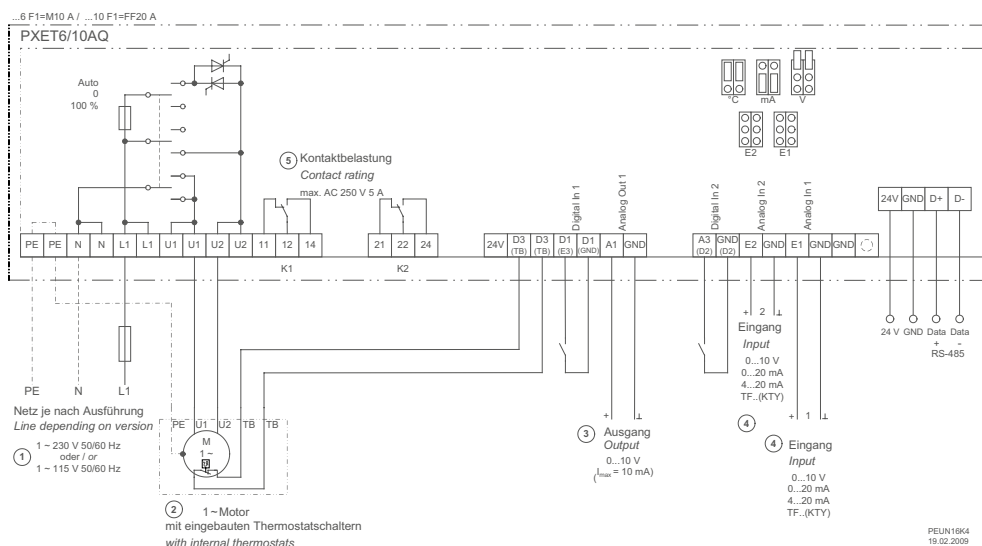 ...6 F1=M10 A / ...10 F1=FF20 A
PXET6/10AQ
Auto
0
100 %
°C mA V
E2 E1
5 Kontaktbelastung
Contact rating
max. AC 250 V 5 A
Digital In 1
Analog Out 1
Digital In 2
Analog In 2
Analog In 1
24V GND D+ D-
PE PE N N L1 L1 U1 U1 U2 U2 11 12 14
21 22 24
24V D3 (TB) D3 (TB) D1 (E3) D1 (GND) A1 GND
A3 (D2) GND (D2) E2 GND E1 GND GND
K1
K2
+ 2 ⊥
Eingang
Input
0...10 V
0...20 mA
4...20 mA
TF..(KTY)
4
24 V GND Data + Data -
RS-485
PE N L1
Netz je nach Ausführung
Line depending on version
1 1 ~ 230 V 50/60 Hz
oder / or
1 ~ 115 V 50/60 Hz
PE U1 U2 TB TB
M
1 ~
2 1~Motor
mit eingebauten Thermostatschaltern
with internal thermostats
+ ⊥
3 Ausgang
Output
0...10 V
(Imax = 10 mA)
+ 1 ⊥
4 Eingang
Input
0...10 V
0...20 mA
4...20 mA
TF..(KTY)
PEUN16K4
19.02.2009